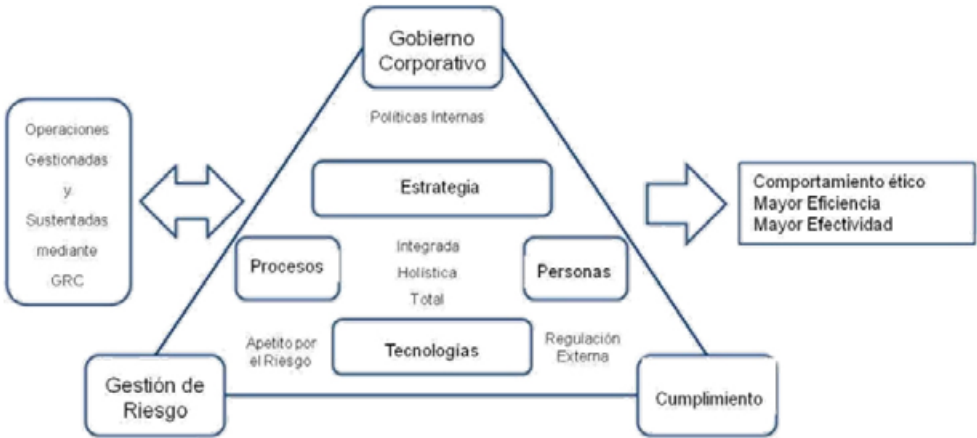 Gobierno
Corporativo
Políticas Internas
Operaciones
Gestionadas
y
Sustentadas
mediante
GRC
Estrategia
Comportamiento ético
Mayor Eficiencia
Mayor Efectividad
Procesos
Integrada
Holística
Total
Personas
Apetito por
el Riesgo
Tecnologías
Regulación
Externa
Gestión de
Riesgo
Cumplimiento